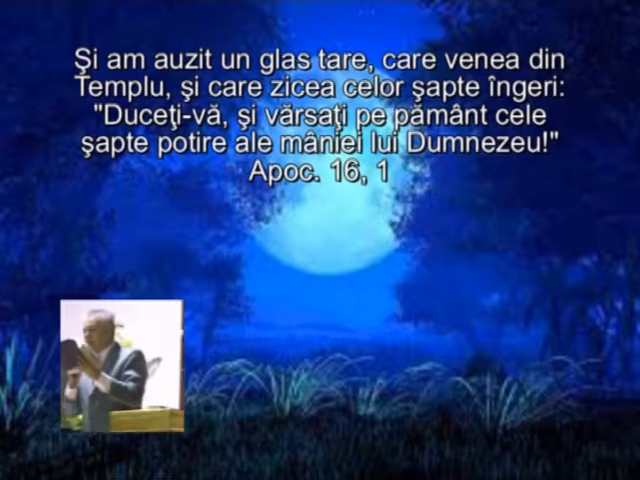 Şi am auzit un glas tare, care venea din
Templu, şi care zicea celor şapte îngeri:
"Duceţi-vă, şi vărsaţi pe pământ cele
şapte potire ale mâniei lui Dumnezeu!"
Apoc. 16, 1